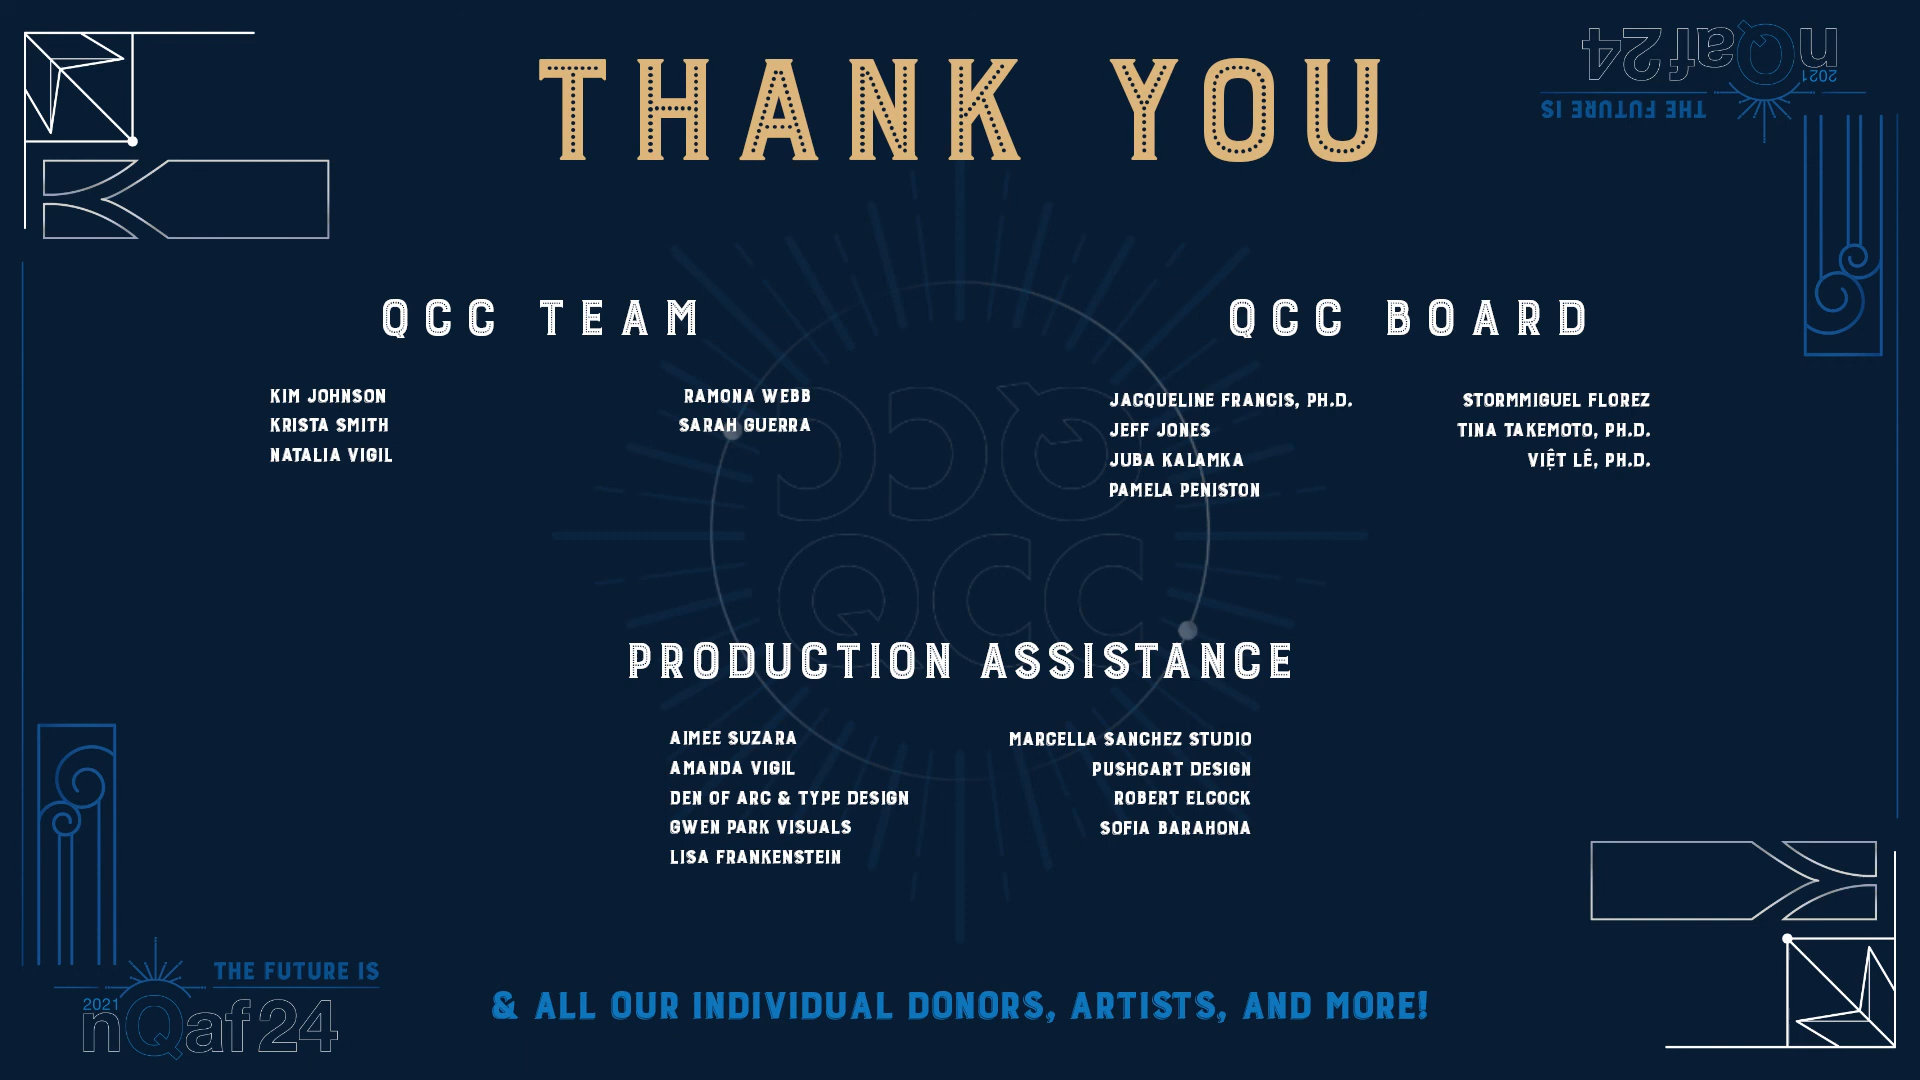 THANK YOU
QCC TEAM
KIM JOHNSON
KRISTA SMITH
NATALIA VIGIL
RAMONA WEBB
SARAH GUERRA
QCC BOARD
JACQUELINE FRANCIS, PH.D.
JEFF JONES
JUBA KALAMKA
PAMELA PENISTON
STORMMIGUEL FLOREZ
TINA TAKEMOTO, PH.D.
VIỆT LÊ, PH.D.
QCC
QCC
PRODUCTION ASSISTANCE
AIMEE SUZARA
AMANDA VIGIL
DEN OF ARC & TYPE DESIGN
GWEN PARK VISUALS
LISA FRANKENSTEIN
MARCELLA SANCHEZ STUDIO
PUSHCART DESIGN
ROBERT ELCOCK
SOFIA BARAHONA
& ALL OUR INDIVIDUAL DONORS, ARTISTS, AND MORE!
THE FUTURE IS
2021
nQaf24
THE FUTURE IS
2021
nQaf24